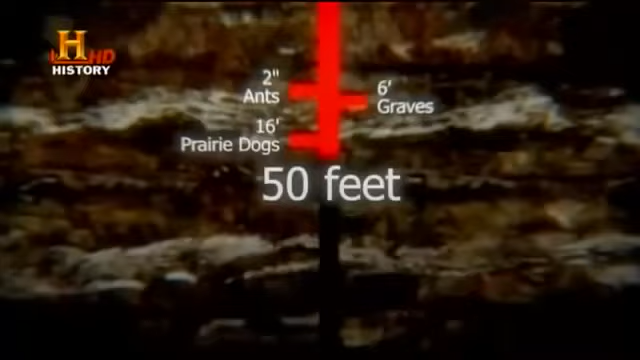 H HD
HISTORY
2"
Ants
6'
Graves
16'
Prairie Dogs
50 feet